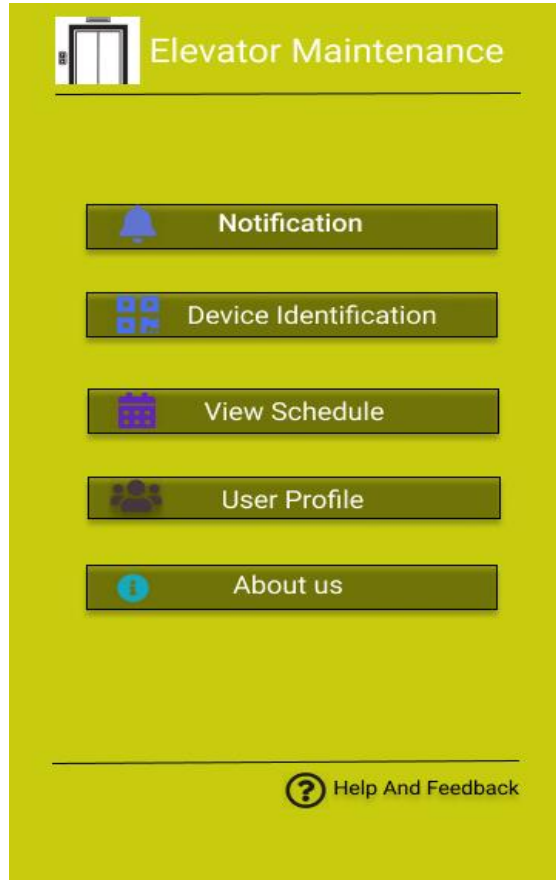 Elevator Maintenance
Notification
Device Identification
View Schedule
User Profile
About us
Help And Feedback